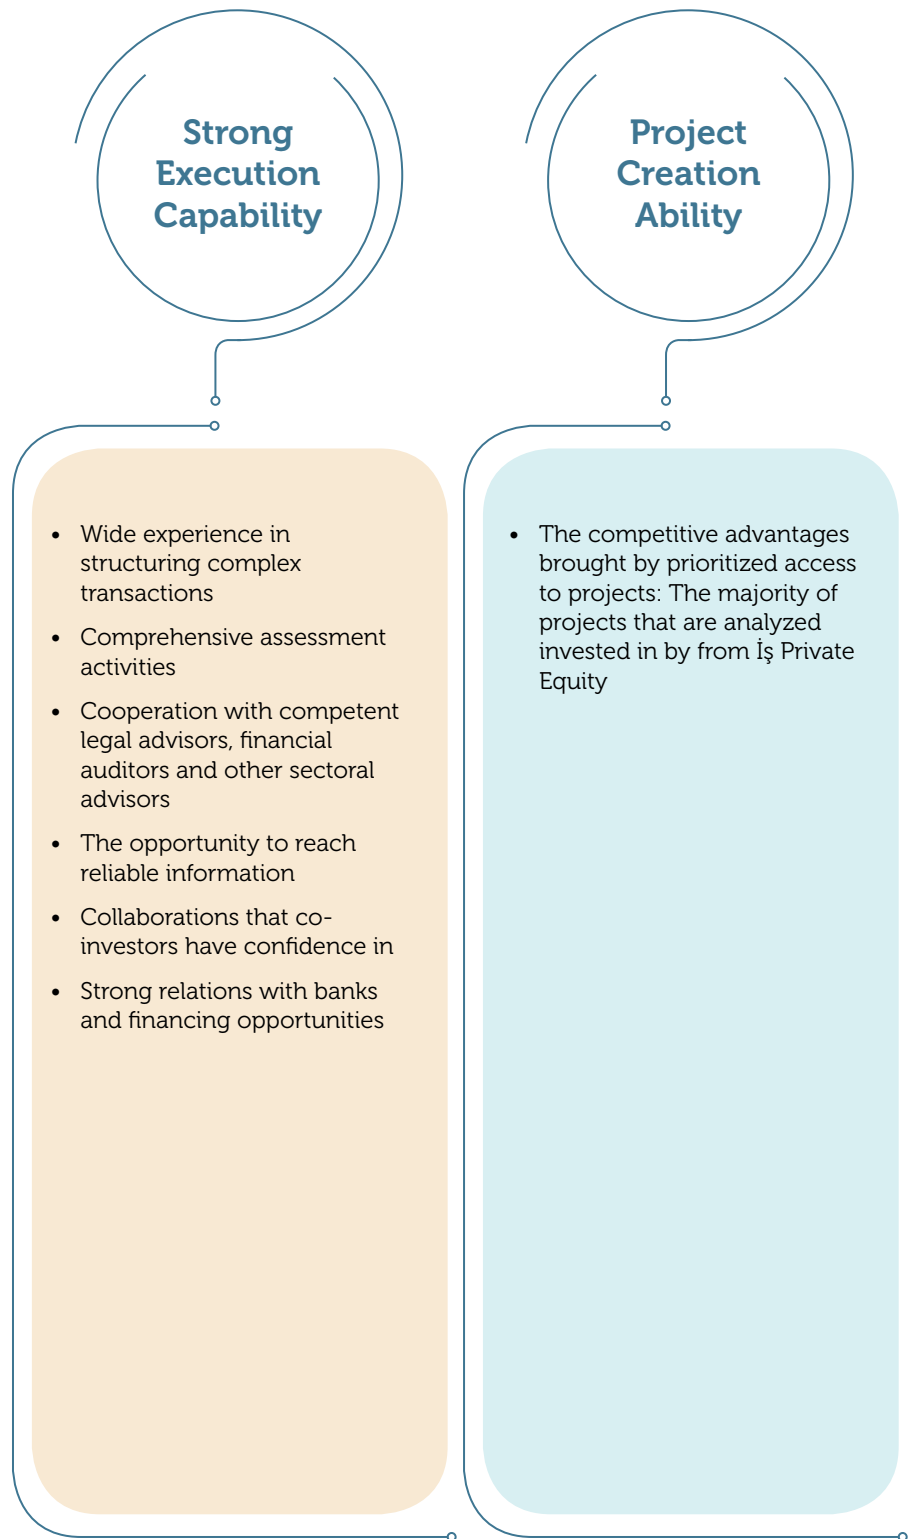 Strong
Execution
Capability
• Wide experience in
structuring complex
transactions
• Comprehensive assessment
activities
• Cooperation with competent
legal advisors, financial
auditors and other sectoral
advisors
• The opportunity to reach
reliable information
• Collaborations that co-
investors have confidence in
• Strong relations with banks
and financing opportunities
Project
Creation
Ability
• The competitive advantages
brought by prioritized access
to projects: The majority of
projects that are analyzed
invested in by from İş Private
Equity